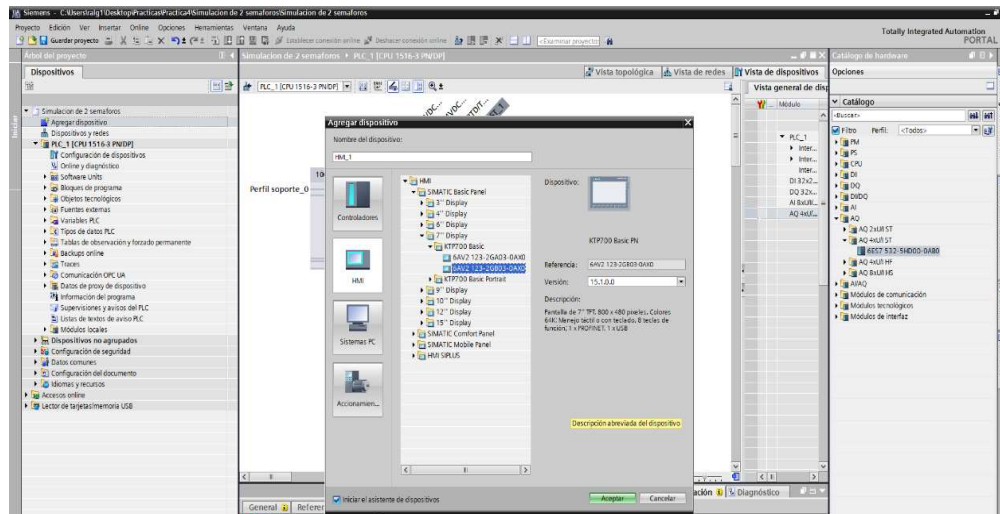 Siemens - C:\Users\ralg1\Desktop\Practicas\Practica4\Simulacion de 2 semaforos\Simulacion de 2 semaforos
Proyecto Edición Ver Insertar Online Opciones Herramientas Ventana Ayuda
Totally Integrated Automation
PORTAL
Guardar proyecto
Establecer conexión online
Deshacer conexión online
<Examinar proyecto>
Árbol del proyecto
Simulacion de 2 semaforos PLC_1 [CPU 1516-3 PN/DP]
Catálogo de hardware
Dispositivos
Vista topológica
Vista de redes
Vista de dispositivos
Opciones
PLC_1 [CPU 1516-3 PN/DP]
Vista general de disp
Iniciar
Simulacion de 2 semaforos
Agregar dispositivo
Dispositivos y redes
PLC_1 [CPU 1516-3 PN/DP]
Configuración de dispositivos
Online y diagnóstico
Software Units
Bloques de programa
Objetos tecnológicos
Fuentes externas
Variables PLC
Tipos de datos PLC
Tablas de observación y forzado permanente
Backups online
Traces
Comunicación OPC UA
Datos de proxy de dispositivo
Información del programa
Supervisiones y avisos del PLC
Listas de textos de aviso PLC
Módulos locales
Dispositivos no agrupados
Configuración de seguridad
Datos comunes
Configuración del documento
Idiomas y recursos
Accesos online
Lector de tarjetas/memoria USB
Perfil soporte_0
10
Agregar dispositivo
Nombre del dispositivo:
HMI_1
Controladores
HMI
Sistemas PC
Accionamien...
HMI
SIMATIC Basic Panel
3" Display
4" Display
6" Display
7" Display
KTP700 Basic
6AV2 123-2GA03-0AX0
6AV2 123-2GB03-0AX0
KTP700 Basic Portrait
9" Display
10" Display
12" Display
15" Display
SIMATIC Comfort Panel
SIMATIC Mobile Panel
HMI SIPLUS
Dispositivo:
KTP700 Basic PN
Referencia: 6AV2 123-2GB03-0AX0
Versión: 15.1.0.0
Descripción:
Pantalla de 7" TFT, 800 x 480 píxeles, Colores
64K; Manejo táctil o con teclado, 8 teclas de
función; 1 x PROFINET, 1 x USB
Descripción abreviada del dispositivo
Iniciar el asistente de dispositivos
Aceptar
Cancelar
General
Diagnóstico
Módulo
PLC_1
Inter...
Inter...
Inter...
DI 32x2...
DQ 32x...
AI 8xU/I/...
AQ 4xU/...
Catálogo
<Buscar>
Filtro Perfil: <Todos>
PM
PS
CPU
DI
DQ
DI/DQ
AI
AQ
AQ 2xU/I ST
AQ 4xU/I ST
6ES7 532-5HD00-0AB0
AQ 4xU/I HF
AQ 8xU/I HS
AI/AQ
Módulos de comunicación
Módulos tecnológicos
Módulos de interfaz